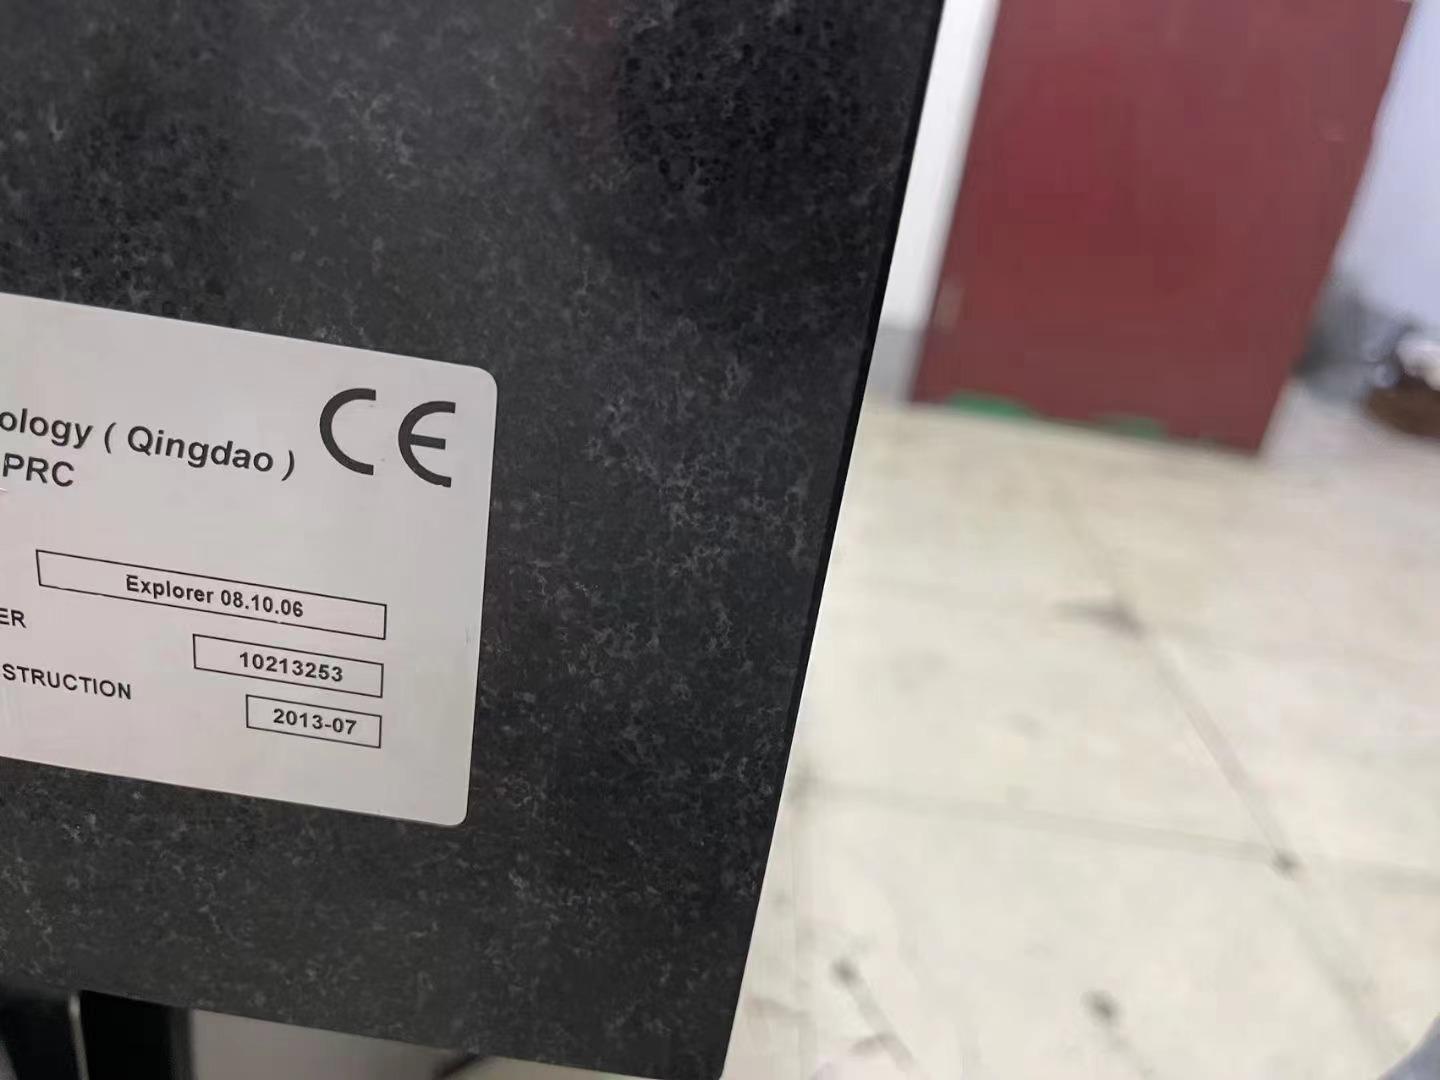 ology ( Qingdao ) CE
PRC
Explorer 08.10.06
ER 10213253
STRUCTION 2013-07